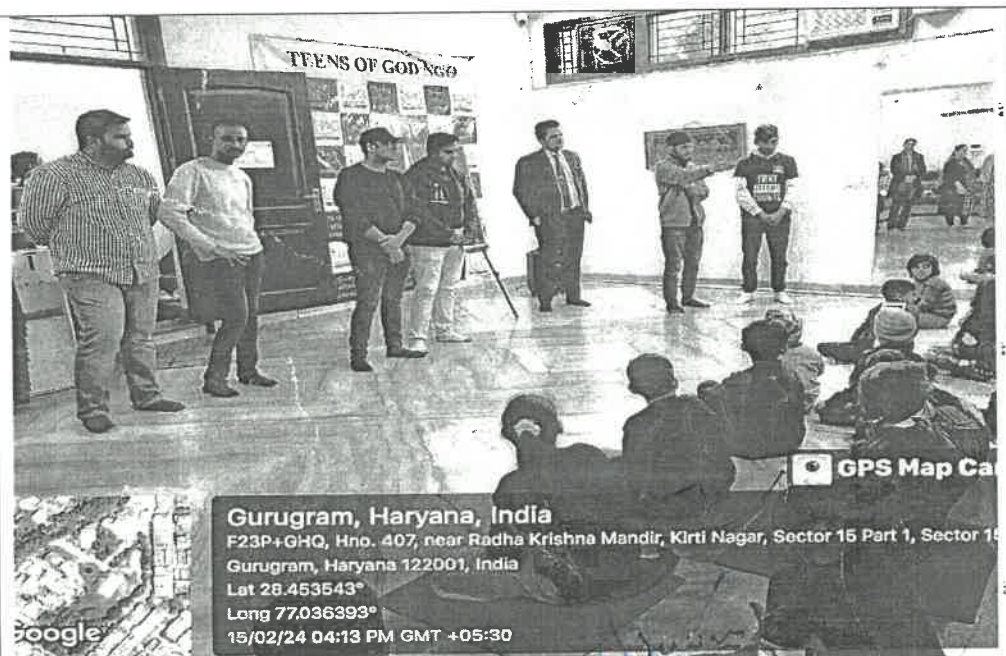 TEENS OF GOD NGO
GPS Map Ca
Gurugram, Haryana, India
F23P+GHQ, Hno. 407, near Radha Krishna Mandir, Kirti Nagar, Sector 15 Part 1, Sector 15
Gurugram, Haryana 122001, India
Lat 28.453543°
Long 77.036393°
15/02/24 04:13 PM GMT +05:30
Google